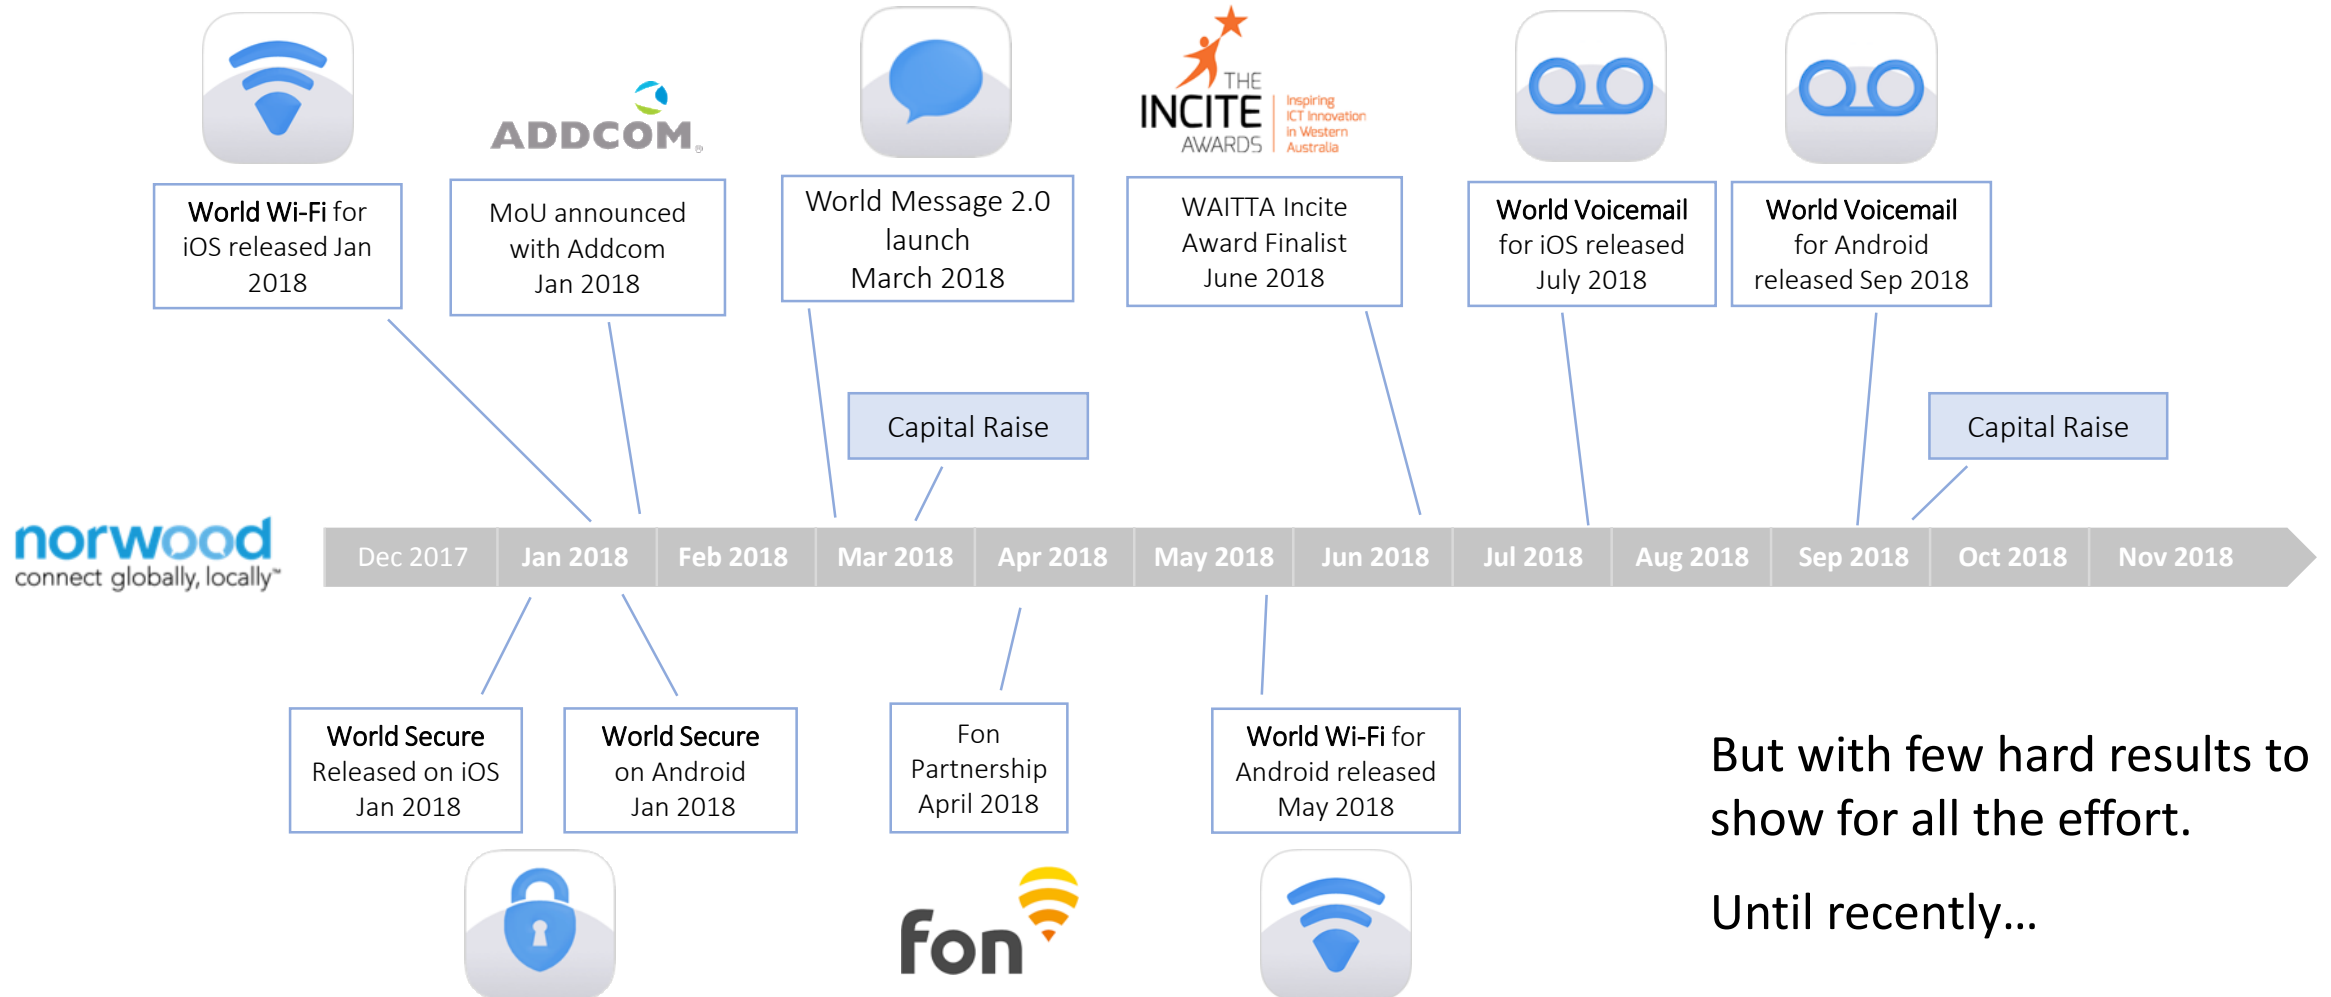 THE
INCITE
AWARDS
Inspiring
ICT Innovation
in Western
Australia
ADDCOM®
World Wi-Fi for
iOS released Jan
2018
MoU announced
with Addcom
Jan 2018
World Message 2.0
launch
March 2018
WAITTA Incite
Award Finalist
June 2018
World Voicemail
for iOS released
July 2018
World Voicemail
for Android
released Sep 2018
Capital Raise
Capital Raise
norwood
connect globally, locally™
Dec 2017
Jan 2018
Feb 2018
Mar 2018
Apr 2018
May 2018
Jun 2018
Jul 2018
Aug 2018
Sep 2018
Oct 2018
Nov 2018
World Secure
Released on iOS
Jan 2018
World Secure
on Android
Jan 2018
Fon
Partnership
April 2018
World Wi-Fi for
Android released
May 2018
fon
But with few hard results to
show for all the effort.
Until recently...